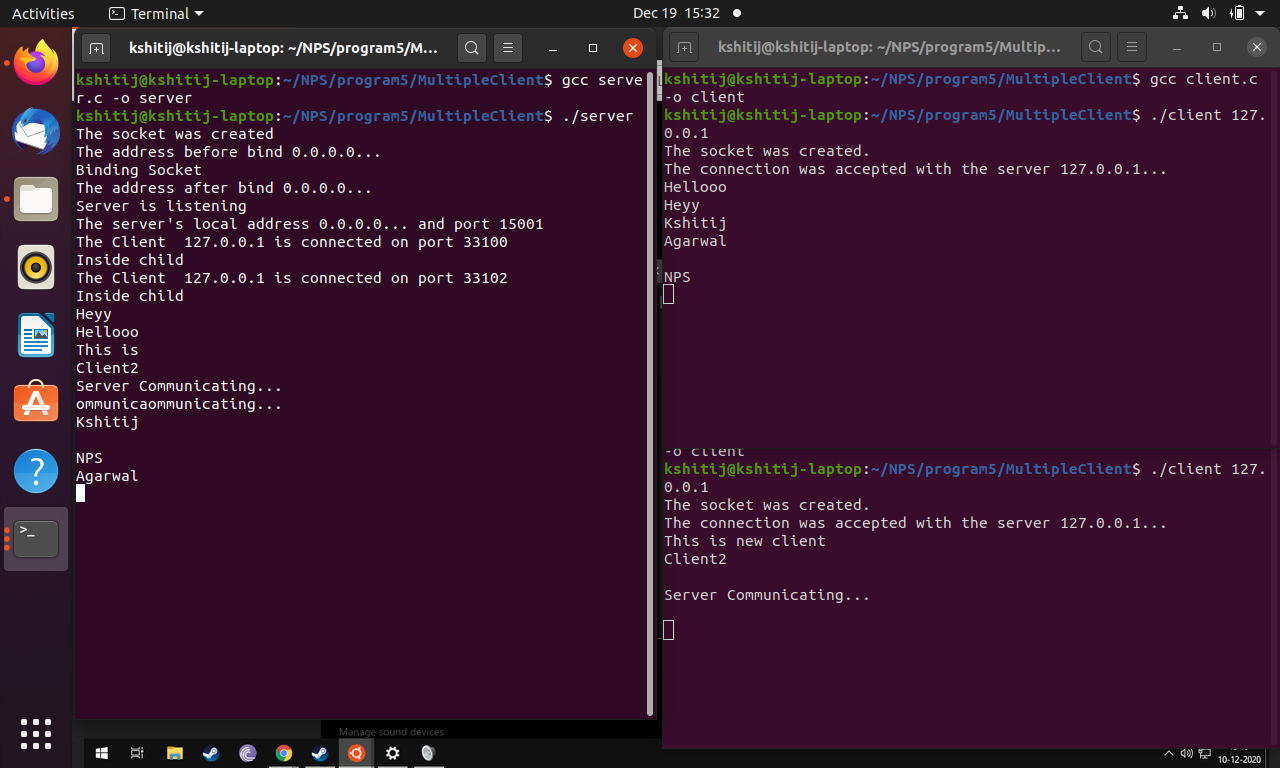 Activities
Terminal
Dec 19 15:32
kshitij@kshitij-laptop: ~/NPS/program5/M...
kshitij@kshitij-laptop:~/NPS/program5/MultipleClient$ gcc serve
r.c -o server
kshitij@kshitij-laptop:~/NPS/program5/MultipleClient$ ./server
The socket was created
The address before bind 0.0.0.0...
Binding Socket
The address after bind 0.0.0.0...
Server is listening
The server's local address 0.0.0.0... and port 15001
The Client  127.0.0.1 is connected on port 33100
Inside child
The Client  127.0.0.1 is connected on port 33102
Inside child
Heyy
Hellooo
This is
Client2
Server Communicating...
ommunicaommunicating...
Kshitij
NPS
Agarwal
kshitij@kshitij-laptop: ~/NPS/program5/Multip...
kshitij@kshitij-laptop:~/NPS/program5/MultipleClient$ gcc client.c
-o client
kshitij@kshitij-laptop:~/NPS/program5/MultipleClient$ ./client 127.
0.0.1
The socket was created.
The connection was accepted with the server 127.0.0.1...
Hellooo
Heyy
Kshitij
Agarwal
NPS
-o client
kshitij@kshitij-laptop:~/NPS/program5/MultipleClient$ ./client 127.
0.0.1
The socket was created.
The connection was accepted with the server 127.0.0.1...
This is new client
Client2
Server Communicating...
Manage sound devices
10-12-2020